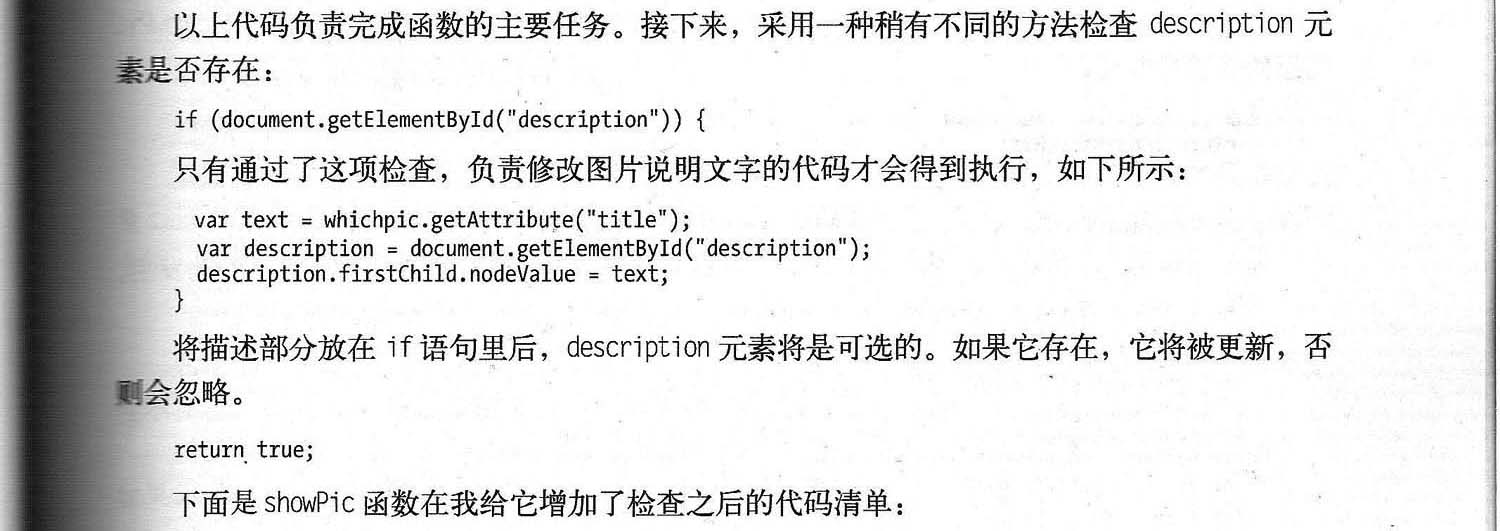 以上代码负责完成函数的主要任务。接下来，采用一种稍有不同的方法检查 description 元
素是否存在：
if (document.getElementById("description")) {
只有通过了这项检查，负责修改图片说明文字的代码才会得到执行，如下所示：
var text = whichpic.getAttribute("title");
var description = document.getElementById("description");
description.firstChild.nodeValue = text;
}
将描述部分放在 if 语句里后，description 元素将是可选的。如果它存在，它将被更新，否
则会忽略。
return true;
下面是 showPic 函数在我给它增加了检查之后的代码清单：